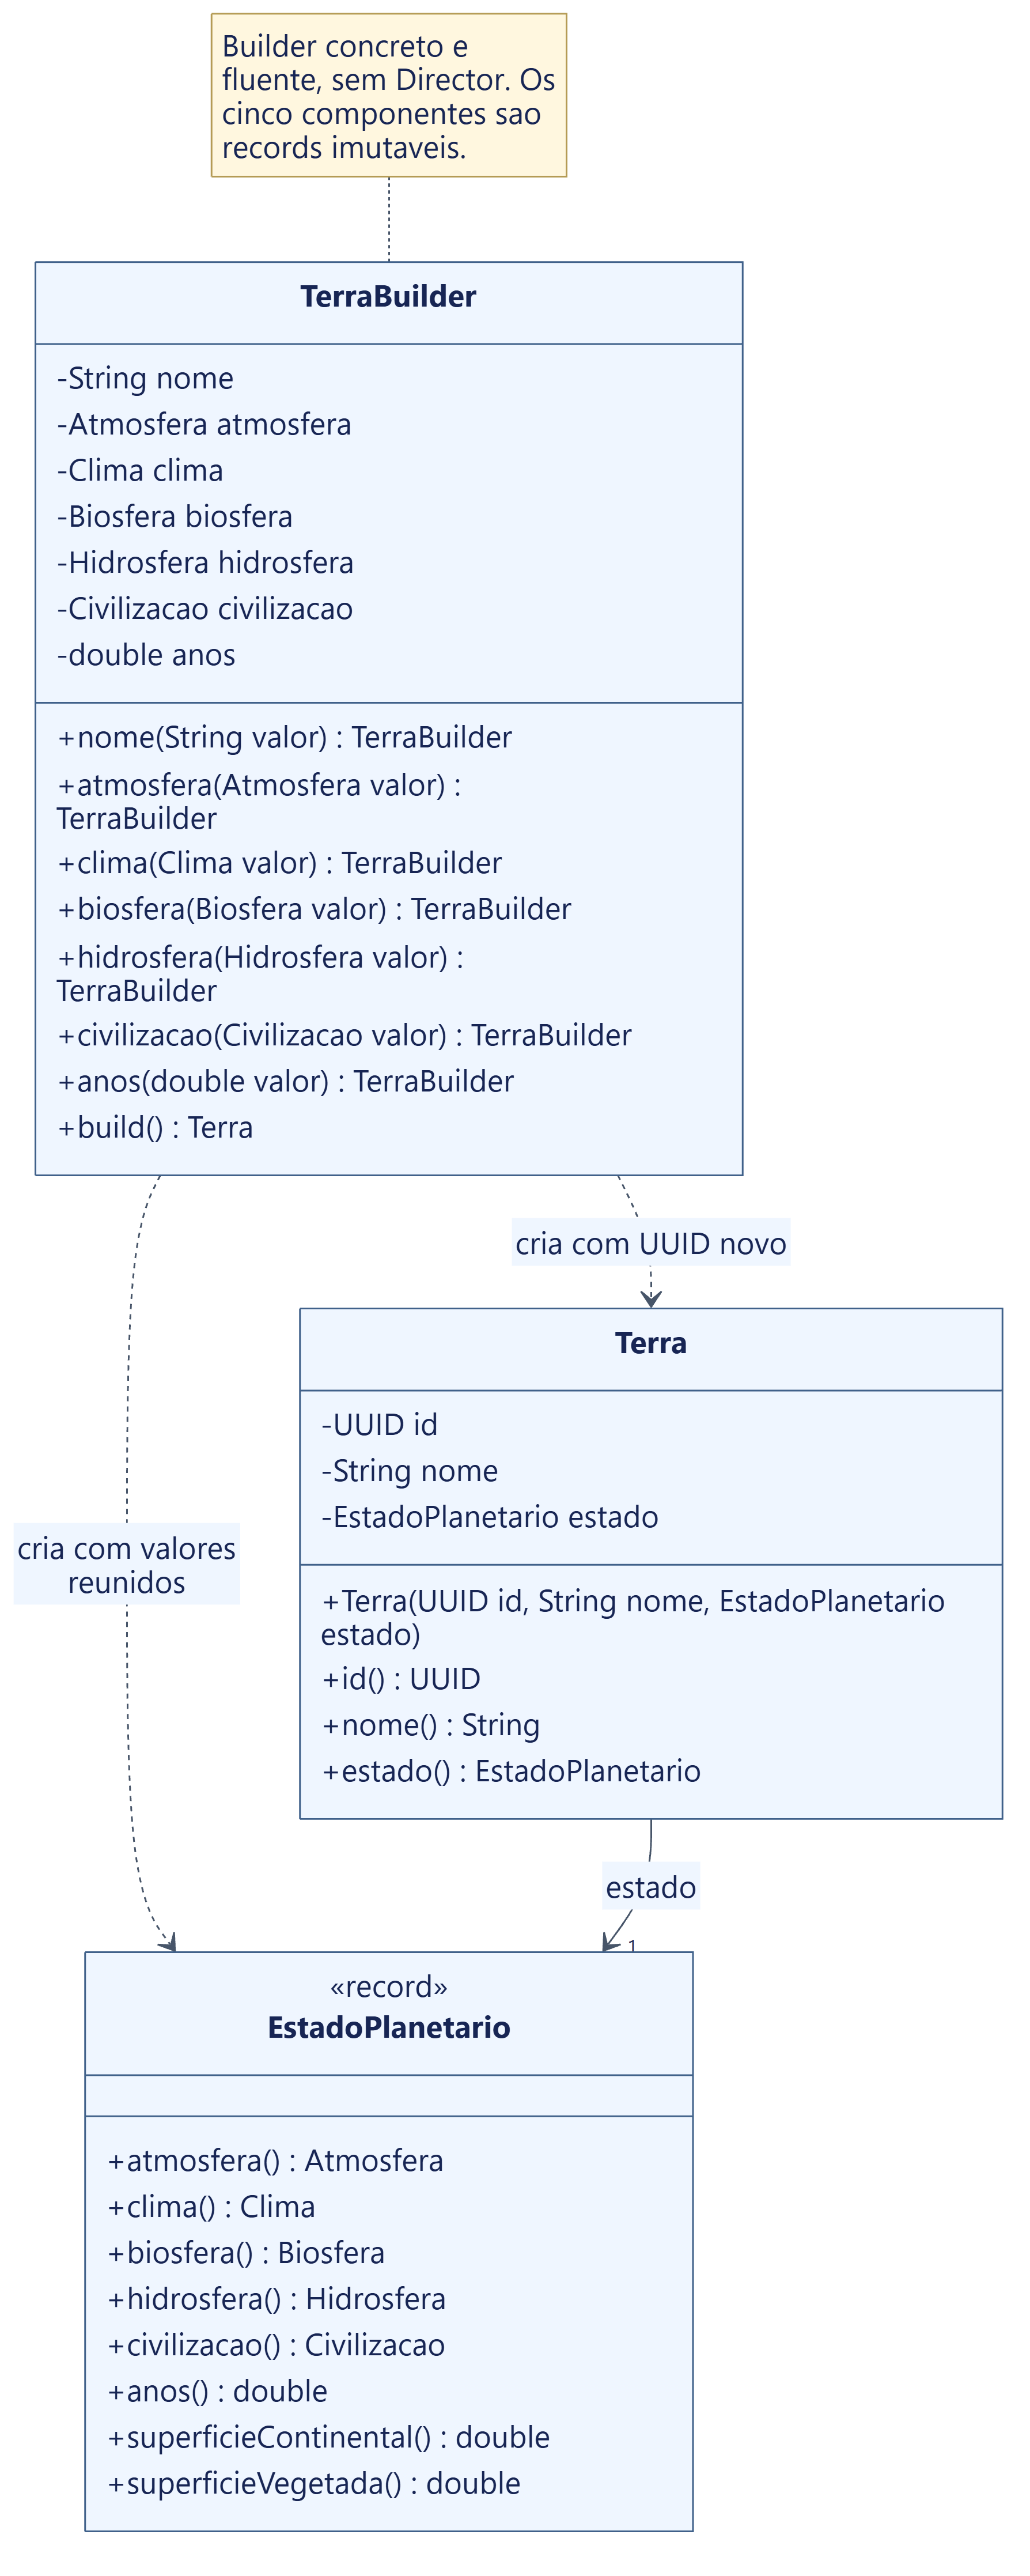 Builder concreto e
fluente, sem Director. Os
cinco componentes sao
records imutaveis.
TerraBuilder
-String nome
-Atmosfera atmosfera
-Clima clima
-Biosfera biosfera
-Hidrosfera hidrosfera
-Civilizacao civilizacao
-double anos
+nome(String valor) : TerraBuilder
+atmosfera(Atmosfera valor) :
TerraBuilder
+clima(Clima valor) : TerraBuilder
+biosfera(Biosfera valor) : TerraBuilder
+hidrosfera(Hidrosfera valor) :
TerraBuilder
+civilizacao(Civilizacao valor) : TerraBuilder
+anos(double valor) : TerraBuilder
+build() : Terra
cria com UUID novo
Terra
-UUID id
-String nome
-EstadoPlanetario estado
+Terra(UUID id, String nome, EstadoPlanetario
estado)
+id() : UUID
+nome() : String
+estado() : EstadoPlanetario
cria com valores
reunidos
estado
1
«record»
EstadoPlanetario
+atmosfera() : Atmosfera
+clima() : Clima
+biosfera() : Biosfera
+hidrosfera() : Hidrosfera
+civilizacao() : Civilizacao
+anos() : double
+superficieContinental() : double
+superficieVegetada() : double